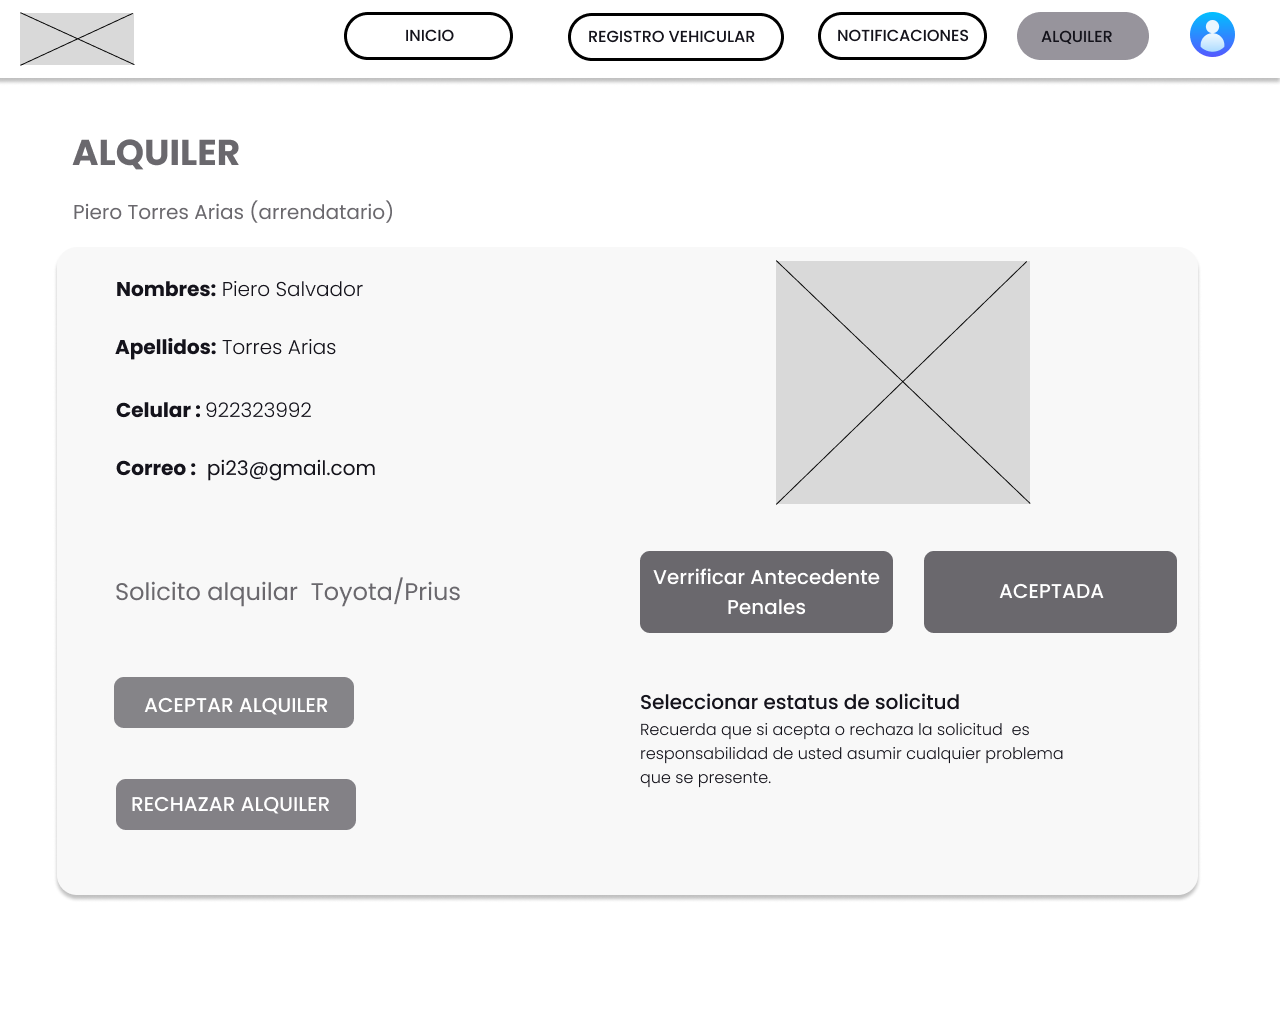 INICIO
REGISTRO VEHICULAR
NOTIFICACIONES
ALQUILER
ALQUILER
Piero Torres Arias (arrendatario)
Nombres: Piero Salvador
Apellidos: Torres Arias
Celular : 922323992
Correo : pi23@gmail.com
Solicito alquilar Toyota/Prius
Verrificar Antecedente
Penales
ACEPTADA
ACEPTAR ALQUILER
RECHAZAR ALQUILER
Seleccionar estatus de solicitud
Recuerda que si acepta o rechaza la solicitud es
responsabilidad de usted asumir cualquier problema
que se presente.